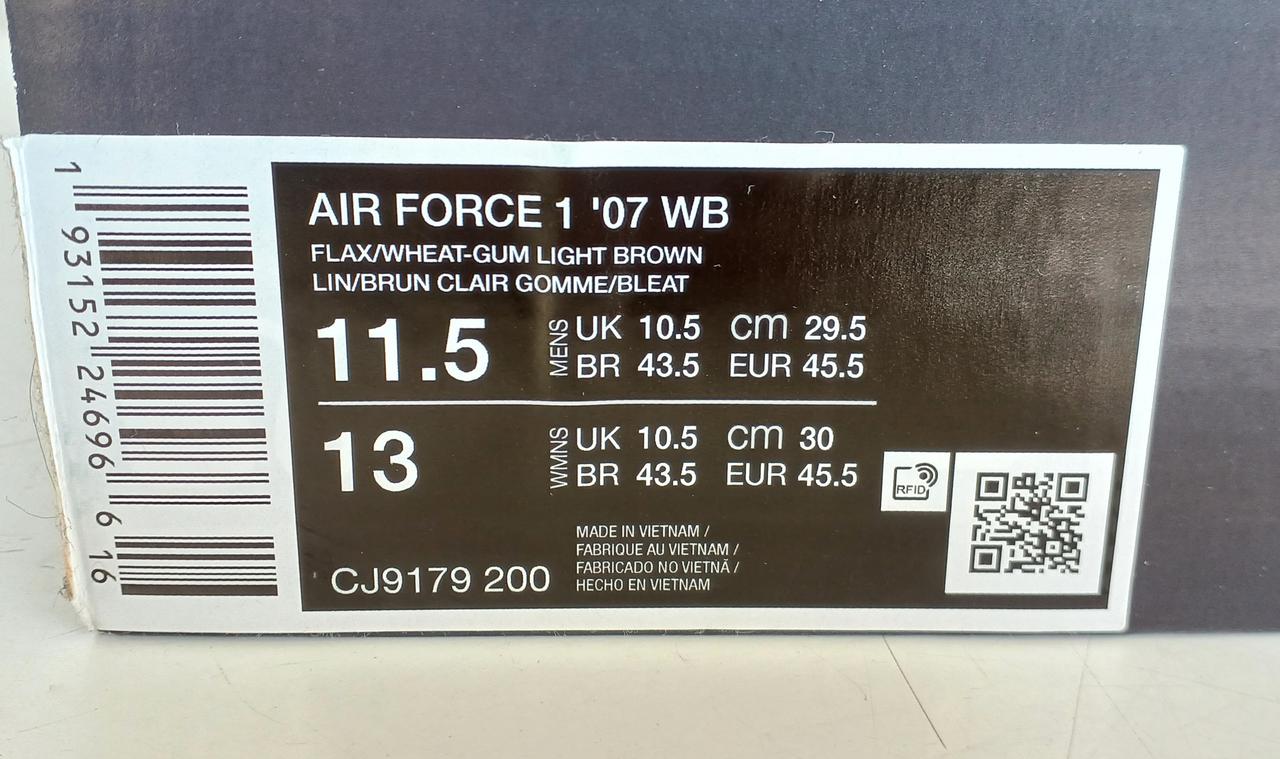 1 93152 24696 6 16
AIR FORCE 1 '07 WB
FLAX/WHEAT-GUM LIGHT BROWN
LIN/BRUN CLAIR GOMME/BLEAT
11.5 MENS UK 10.5 cm 29.5
BR 43.5 EUR 45.5
13 WMNS UK 10.5 cm 30
BR 43.5 EUR 45.5
RFID
MADE IN VIETNAM /
FABRIQUE AU VIETNAM /
FABRICADO NO VIETNÃ /
HECHO EN VIETNAM
CJ9179 200